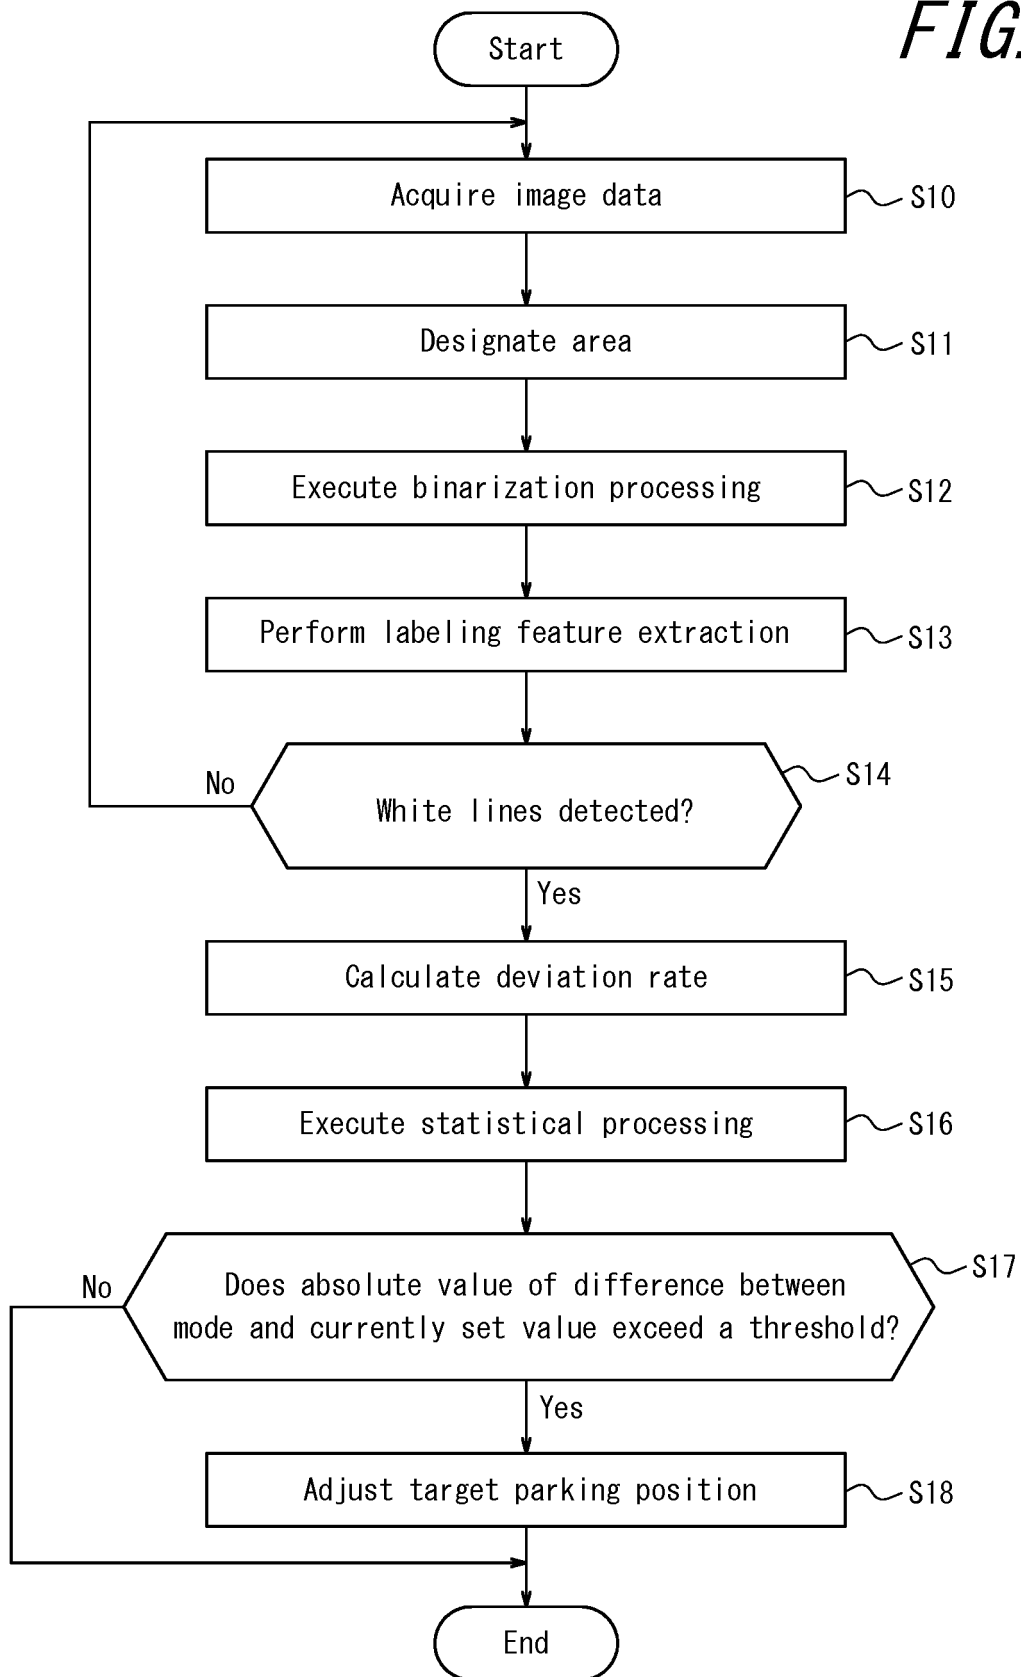 FIG.
Start
Acquire image data
S10
Designate area
S11
Execute binarization processing
S12
Perform labeling feature extraction
S13
S14
No
White lines detected?
Yes
Calculate deviation rate
S15
Execute statistical processing
S16
S17
No
Does absolute value of difference between
mode and currently set value exceed a threshold?
Yes
Adjust target parking position
S18
End